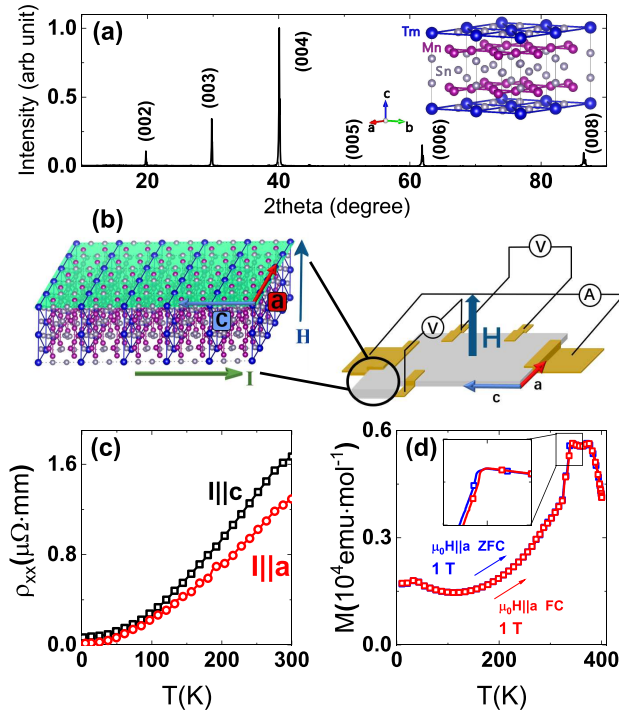 (a)
Intensity (arb unit)
1.0
0.5
0.0
(002)
(003)
(004)
(005)
(006)
(008)
Tm
Mn
Sn
c
a
b
20
40
60
80
2theta (degree)
(b)
c
a
H
I
V
A
V
H
c
a
(c)
ρxx(μΩ·mm)
1.6
0.8
0.0
I||c
I||a
0
100
200
300
T(K)
(d)
M(10⁴emu·mol⁻¹)
0.6
0.3
0.0
μ₀H||a ZFC
1 T
μ₀H||a FC
1 T
0
200
400
T(K)